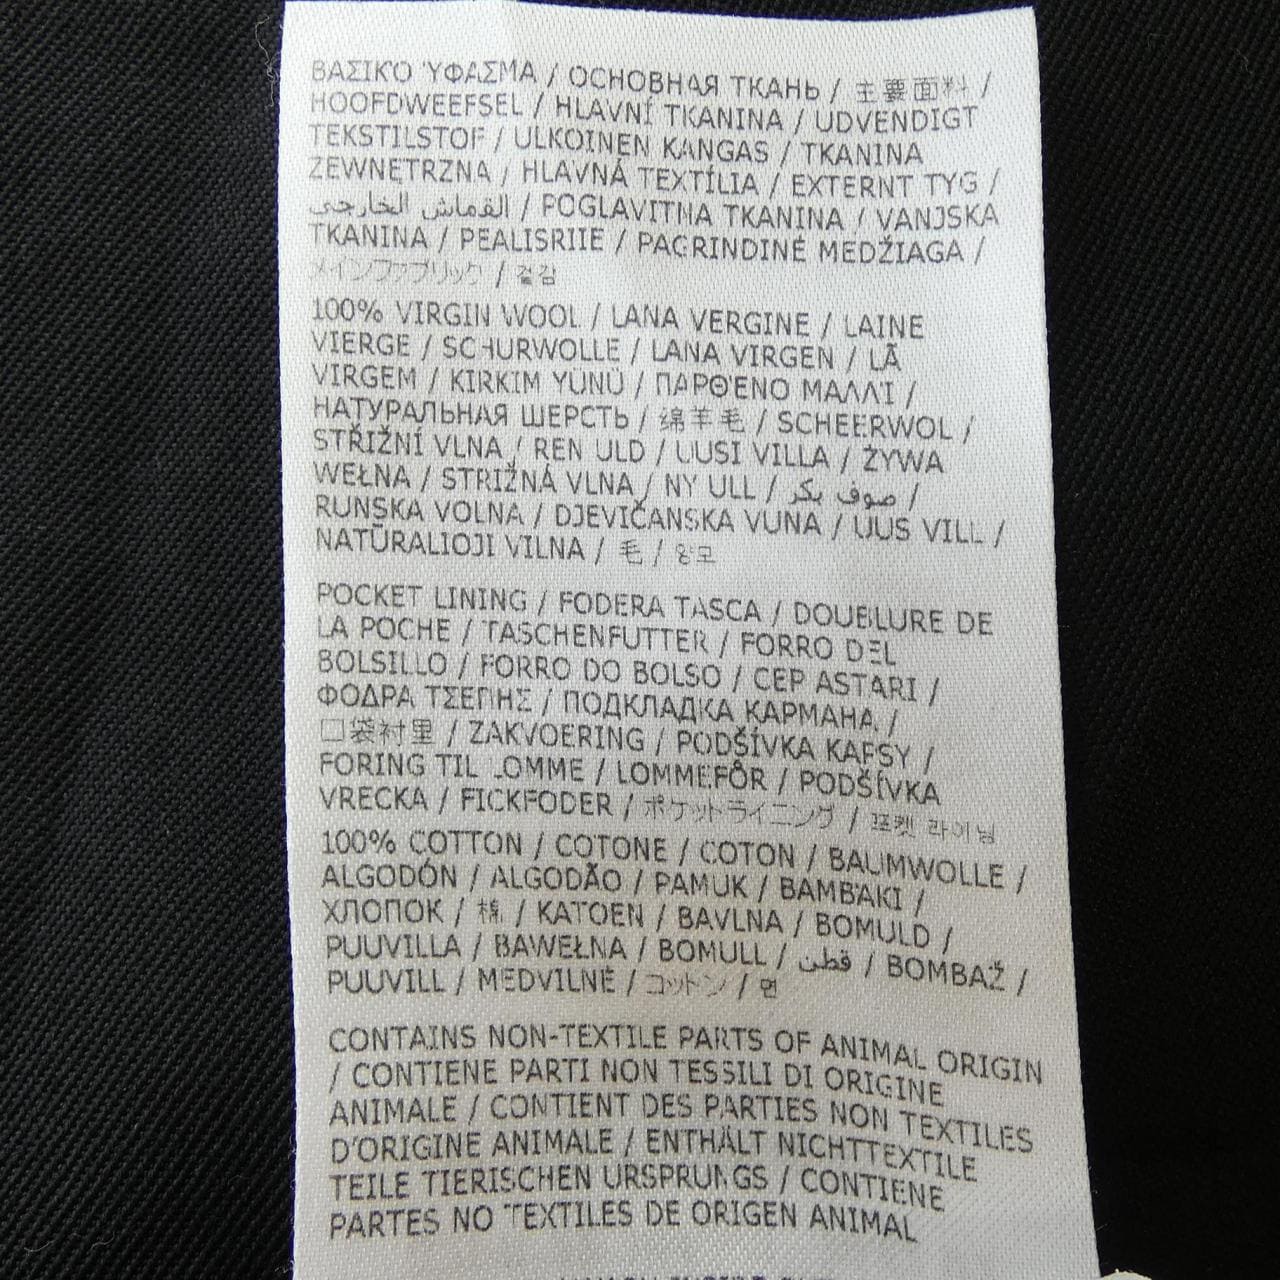 ΒΑΣΙΚΌ ΎΦΑΣΜΑ / ОСНОВНАЯ ТКАНЬ / 主要面料 /
HOOFDWEEFSEL / HLAVNÍ TKANINA / UDVENDIGT
TEKSTILSTOF / ULKOINEN KANGAS / TKANINA
ZEWNĘTRZNA / HLAVNÁ TEXTÍLIA / EXTERNT TYG /
القماش الخارجي / POGLAVITNA TKANINA / VANJSKA
TKANINA / PEALISRIIE / PAGRINDINĖ MEDŽIAGA /
メインファブリック / 겉감
100% VIRGIN WOOL / LANA VERGINE / LAINE
VIERGE / SCHURWOLLE / LANA VIRGEN / LÃ
VIRGEM / KIRKIM YÜNÜ / ΠΑΡΘΈΝΟ ΜΑΛΛΊ /
НАТУРАЛЬНАЯ ШЕРСТЬ / 绵羊毛 / SCHEERWOL /
STŘIŽNÍ VLNA / REN ULD / UUSI VILLA / ŻYWA
WEŁNA / STRIŽNÁ VLNA / NY ULL / صوف بكر /
RUNSKA VOLNA / DJEVIČANSKA VUNA / UUS VILL /
NATŪRALIOJI VILNA / 毛 / 양모
POCKET LINING / FODERA TASCA / DOUBLURE DE
LA POCHE / TASCHENFUTTER / FORRO DEL
BOLSILLO / FORRO DO BOLSO / CEP ASTARI /
ΦΟΔΡΑ ΤΣΕΠΗΣ / ПОДКЛАДКА КАРМАНА /
口袋衬里 / ZAKVOERING / PODŠÍVKA KAPSY /
FORING TIL LOMME / LOMMEFÔR / PODŠÍVKA
VRECKA / FICKFODER / ポケットライニング / 포켓 라이닝
100% COTTON / COTONE / COTON / BAUMWOLLE /
ALGODÓN / ALGODÃO / PAMUK / ΒΑΜΒΆΚΙ /
ХЛОПОК / 棉 / KATOEN / BAVLNA / BOMULD /
PUUVILLA / BAWEŁNA / BOMULL / قطن / BOMBAŽ /
PUUVILL / MEDVILNĖ / コットン / 면
CONTAINS NON-TEXTILE PARTS OF ANIMAL ORIGIN
/ CONTIENE PARTI NON TESSILI DI ORIGINE
ANIMALE / CONTIENT DES PARTIES NON TEXTILES
D'ORIGINE ANIMALE / ENTHÄLT NICHTTEXTILE
TEILE TIERISCHEN URSPRUNGS / CONTIENE
PARTES NO TEXTILES DE ORIGEN ANIMAL